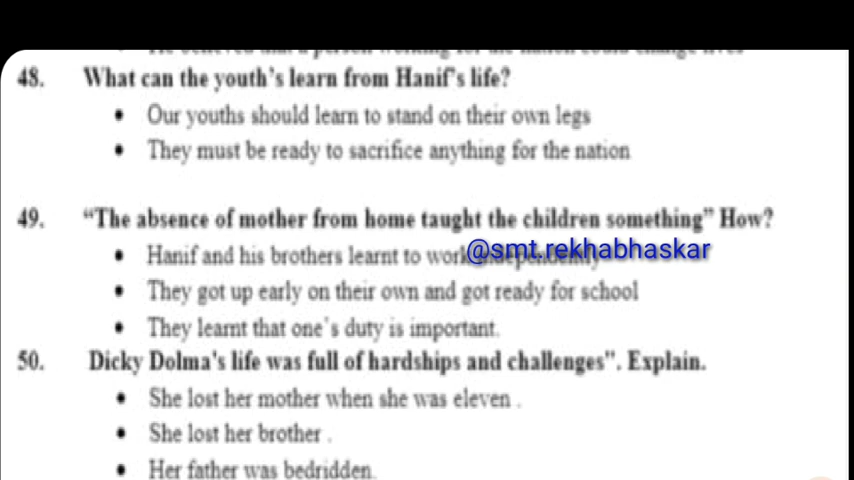 48. What can the youth's learn from Hanif's life?
• Our youths should learn to stand on their own legs
• They must be ready to sacrifice anything for the nation
49. “The absence of mother from home taught the children something” How?
• Hanif and his brothers learnt to work
@smt.rekhabhaskar
• They got up early on their own and got ready for school
• They learnt that one's duty is important.
50. Dicky Dolma's life was full of hardships and challenges". Explain.
• She lost her mother when she was eleven .
• She lost her brother .
• Her father was bedridden.